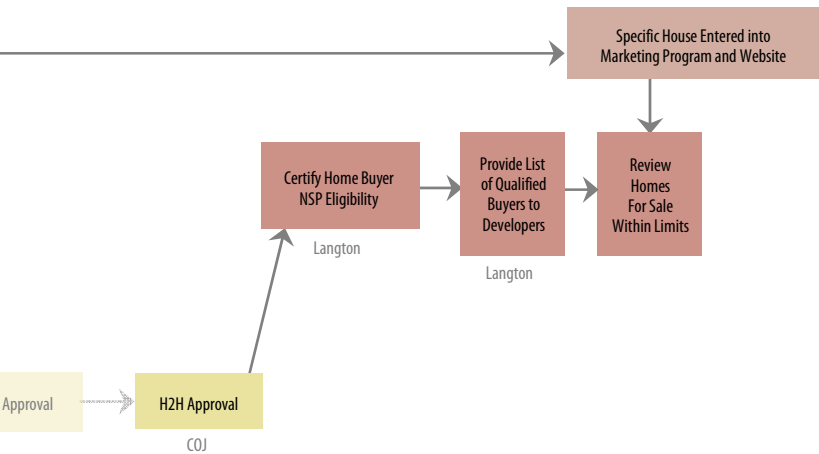 Specific House Entered into
Marketing Program and Website
Certify Home Buyer
NSP Eligibility
Langton
Provide List
of Qualified
Buyers to
Developers
Langton
Review
Homes
For Sale
Within Limits
Approval
H2H Approval
COJ